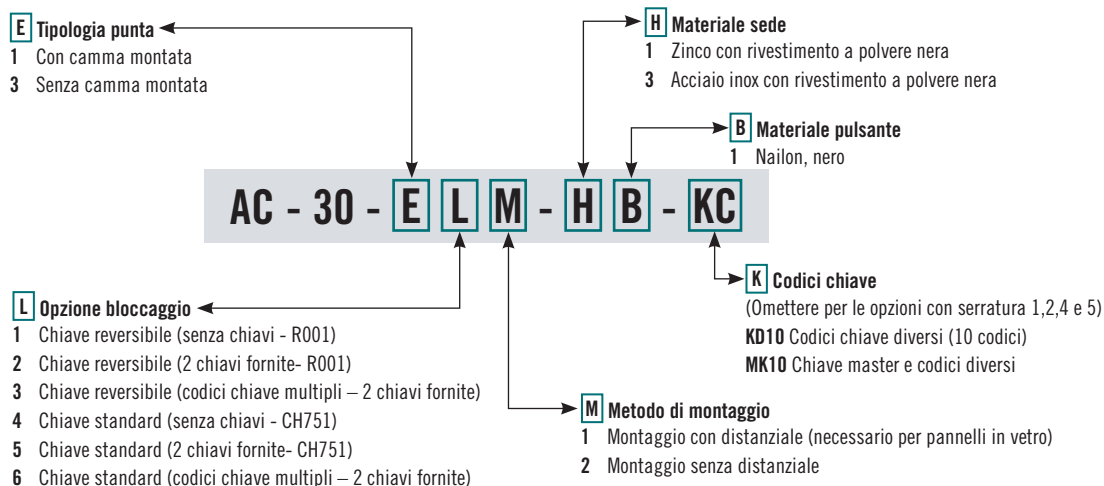 E Tipologia punta
1 Con camma montata
3 Senza camma montata
H Materiale sede
1 Zinco con rivestimento a polvere nera
3 Acciaio inox con rivestimento a polvere nera
B Materiale pulsante
1 Nailon, nero
AC - 30 - E L M - H B - KC
L Opzione bloccaggio
1 Chiave reversibile (senza chiavi - R001)
2 Chiave reversibile (2 chiavi fornite- R001)
3 Chiave reversibile (codici chiave multipli – 2 chiavi fornite)
4 Chiave standard (senza chiavi - CH751)
5 Chiave standard (2 chiavi fornite- CH751)
6 Chiave standard (codici chiave multipli – 2 chiavi fornite)
K Codici chiave
(Omettere per le opzioni con serratura 1,2,4 e 5)
KD10 Codici chiave diversi (10 codici)
MK10 Chiave master e codici diversi
M Metodo di montaggio
1 Montaggio con distanziale (necessario per pannelli in vetro)
2 Montaggio senza distanziale